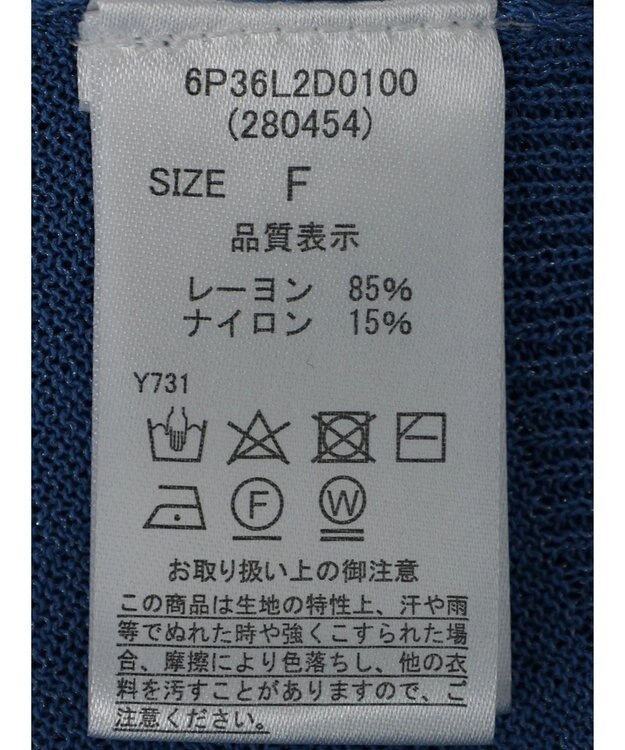 6P36L2D0100
(280454)
SIZE F
品質表示
レーヨン 85%
ナイロン 15%
Y731
F W
お取り扱い上の御注意
この商品は生地の特性上、汗や雨
等でぬれた時や強くこすられた場
合、摩擦により色落ちし、他の衣
料を汚すことがありますので、ご
注意ください。